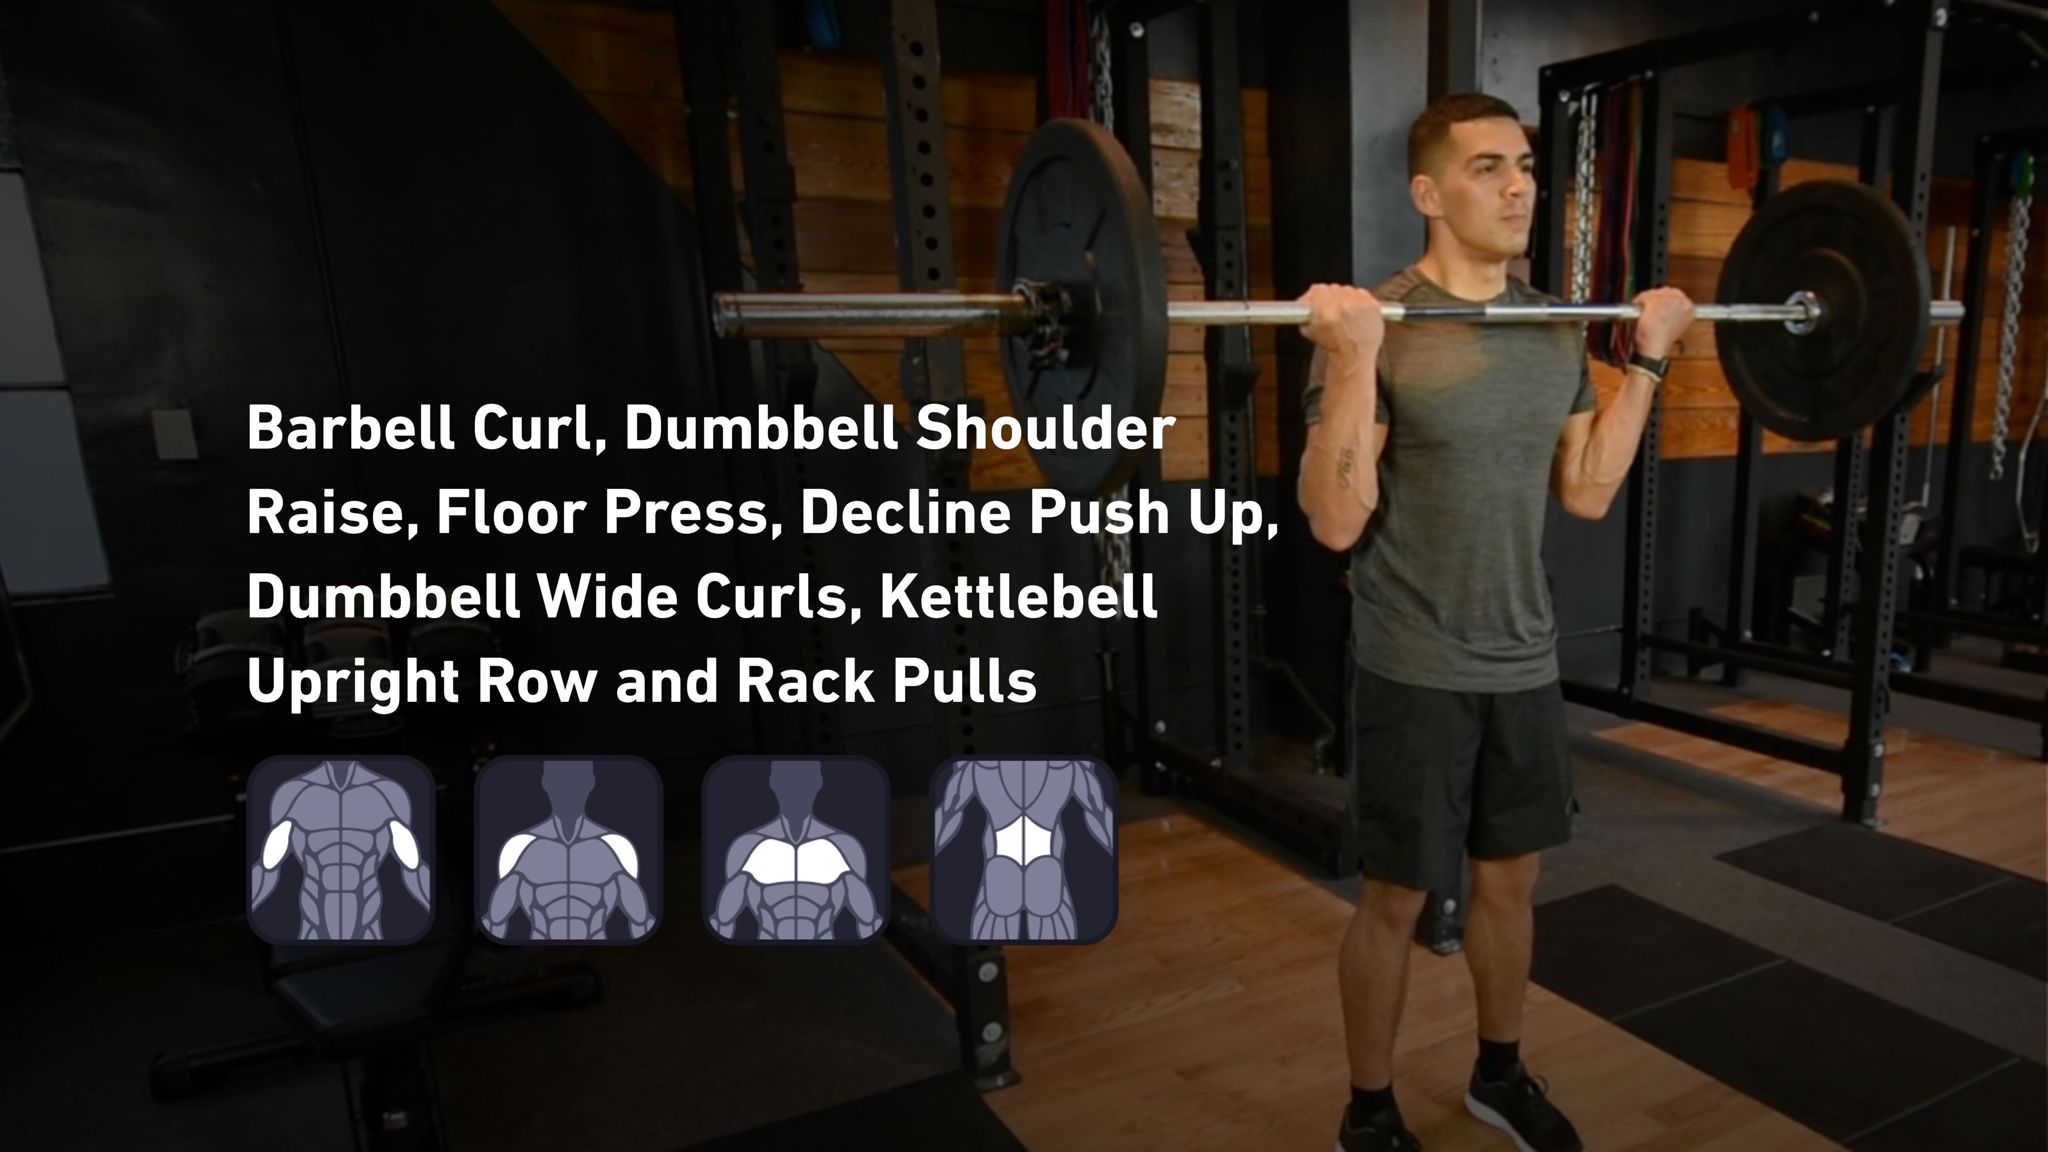 Barbell Curl, Dumbbell Shoulder
Raise, Floor Press, Decline Push Up,
Dumbbell Wide Curls, Kettlebell
Upright Row and Rack Pulls